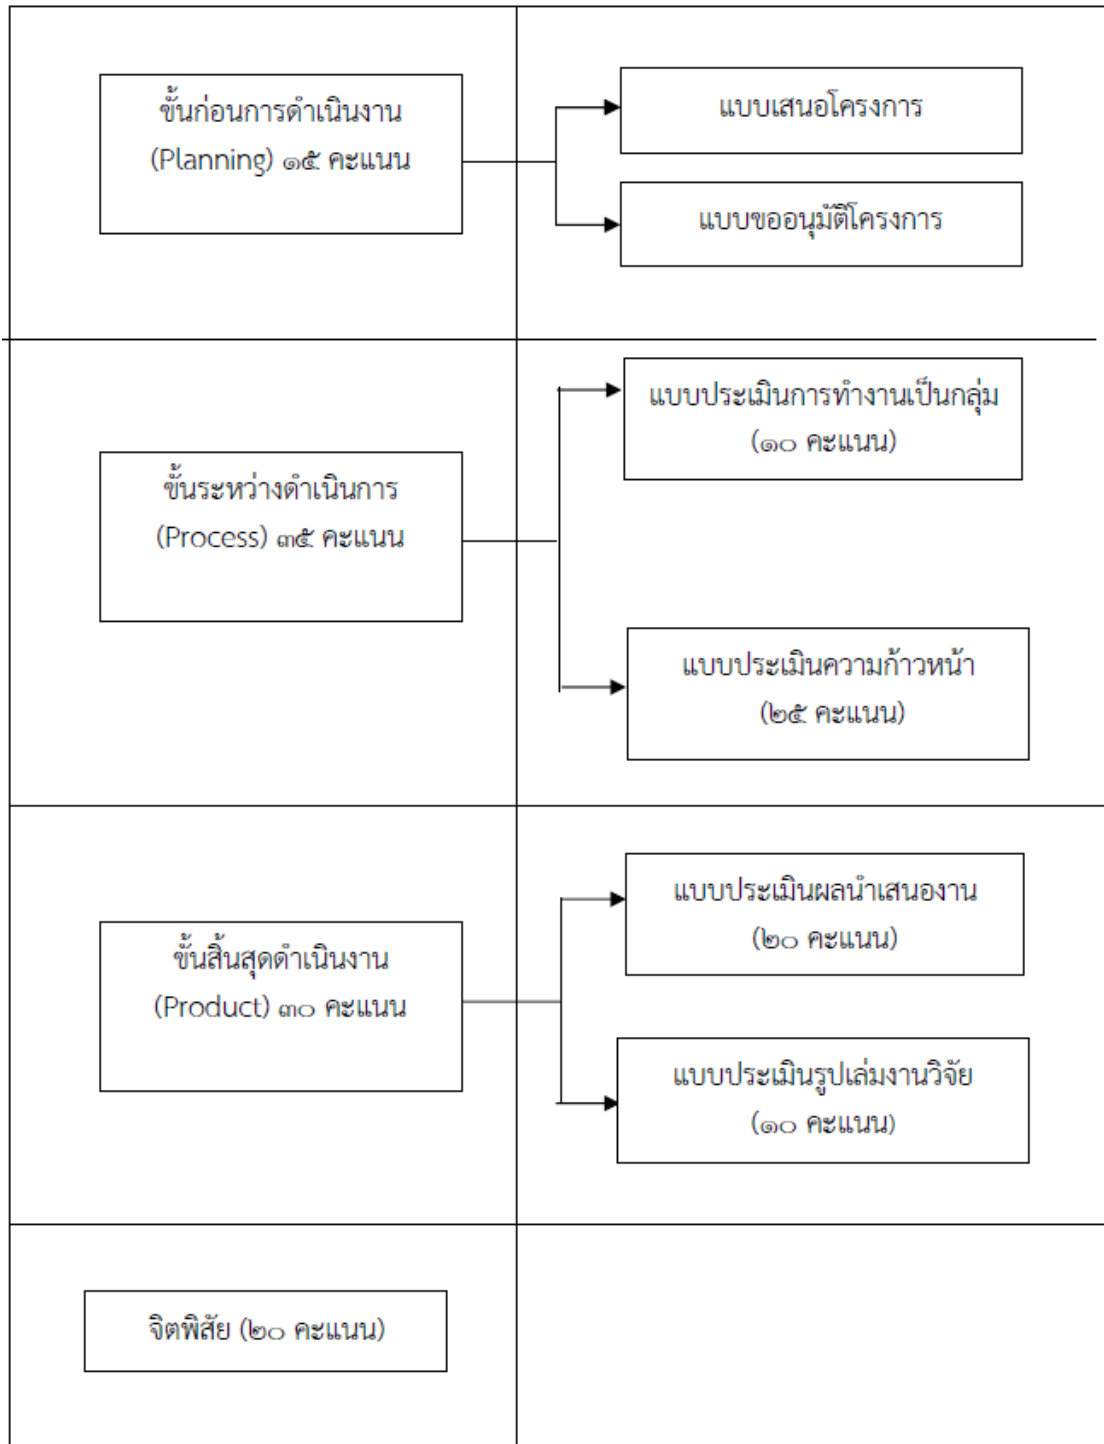 ขั้นก่อนการดำเนินงาน
(Planning) ๑๕ คะแนน
แบบเสนอโครงการ
แบบขออนุมัติโครงการ
ขั้นระหว่างดำเนินการ
(Process) ๓๕ คะแนน
แบบประเมินการทำงานเป็นกลุ่ม
(๑๐ คะแนน)
แบบประเมินความก้าวหน้า
(๒๕ คะแนน)
ขั้นสิ้นสุดดำเนินงาน
(Product) ๓๐ คะแนน
แบบประเมินผลนำเสนองาน
(๒๐ คะแนน)
แบบประเมินรูปเล่มงานวิจัย
(๑๐ คะแนน)
จิตพิสัย (๒๐ คะแนน)